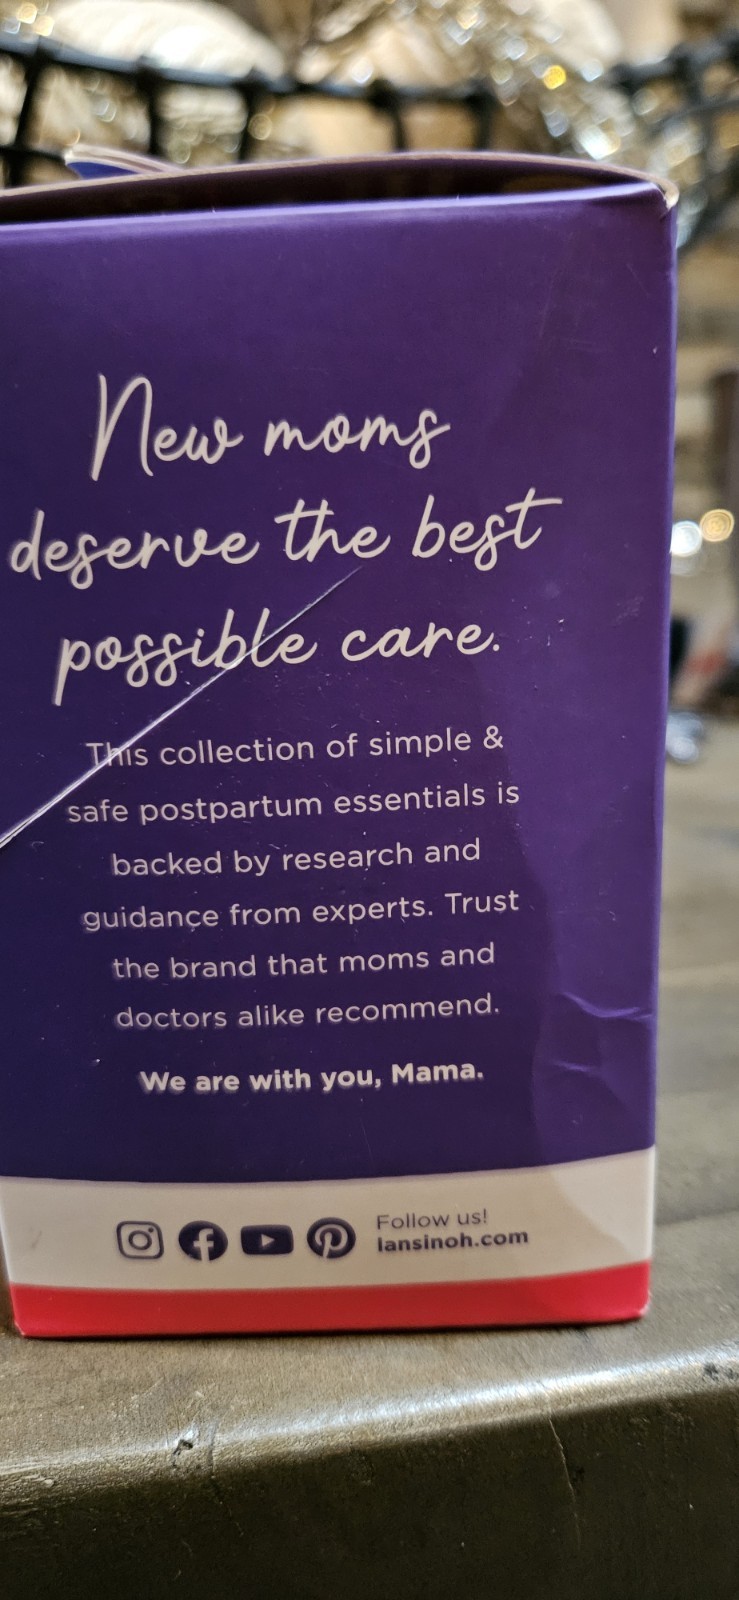 New moms
deserve the best
possible care.
This collection of simple &
safe postpartum essentials is
backed by research and
guidance from experts. Trust
the brand that moms and
doctors alike recommend.
We are with you, Mama.
Follow us!
lansinoh.com